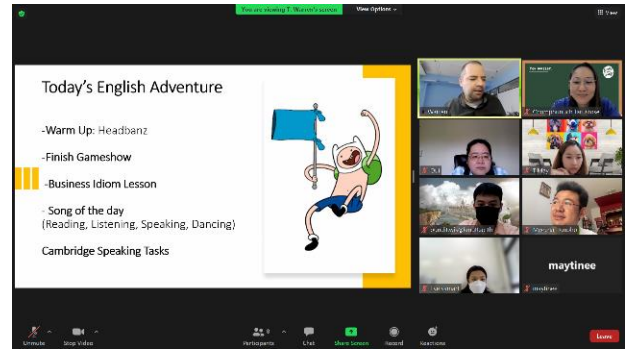 You are viewing T. Warren's screen
View Options
View
Today's English Adventure
-Warm Up: Headbanz
-Finish Gameshow
-Business Idiom Lesson
- Song of the day
(Reading, Listening, Speaking, Dancing)
Cambridge Speaking Tasks
maytinee
maytinee
Unmute
Stop Video
Participants
Chat
Share Screen
Record
Reactions
Leave